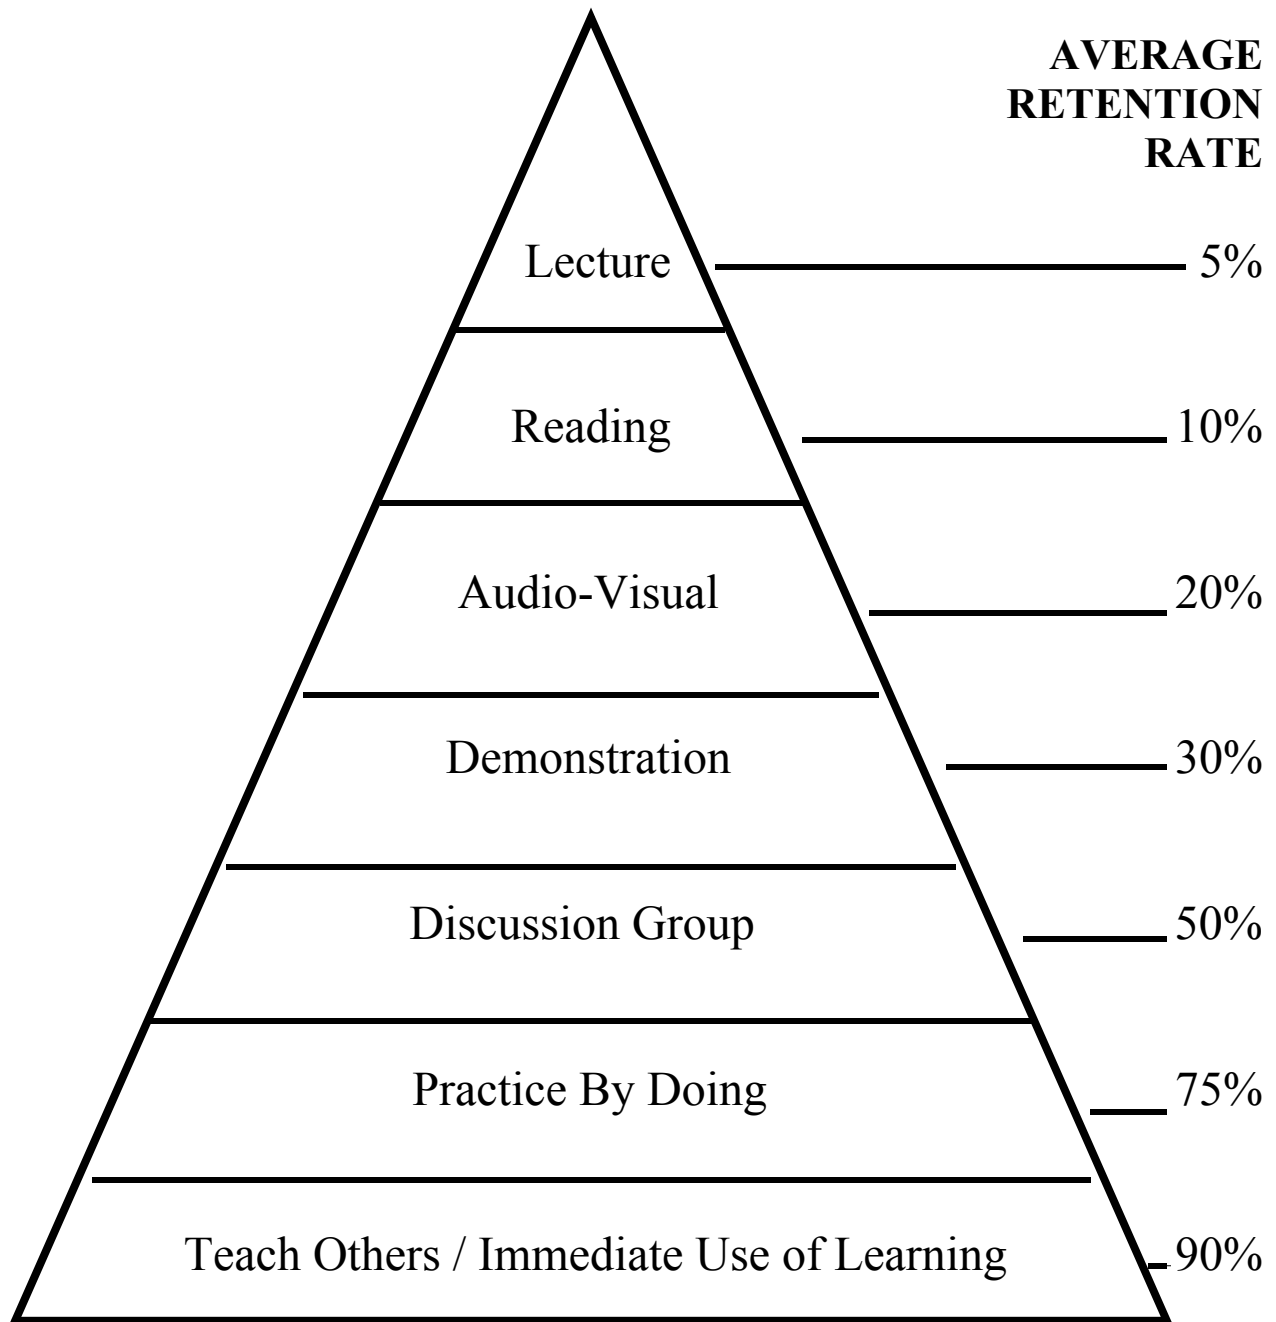 AVERAGE
RETENTION
RATE
Lecture 5%
Reading 10%
Audio-Visual 20%
Demonstration 30%
Discussion Group 50%
Practice By Doing 75%
Teach Others / Immediate Use of Learning 90%